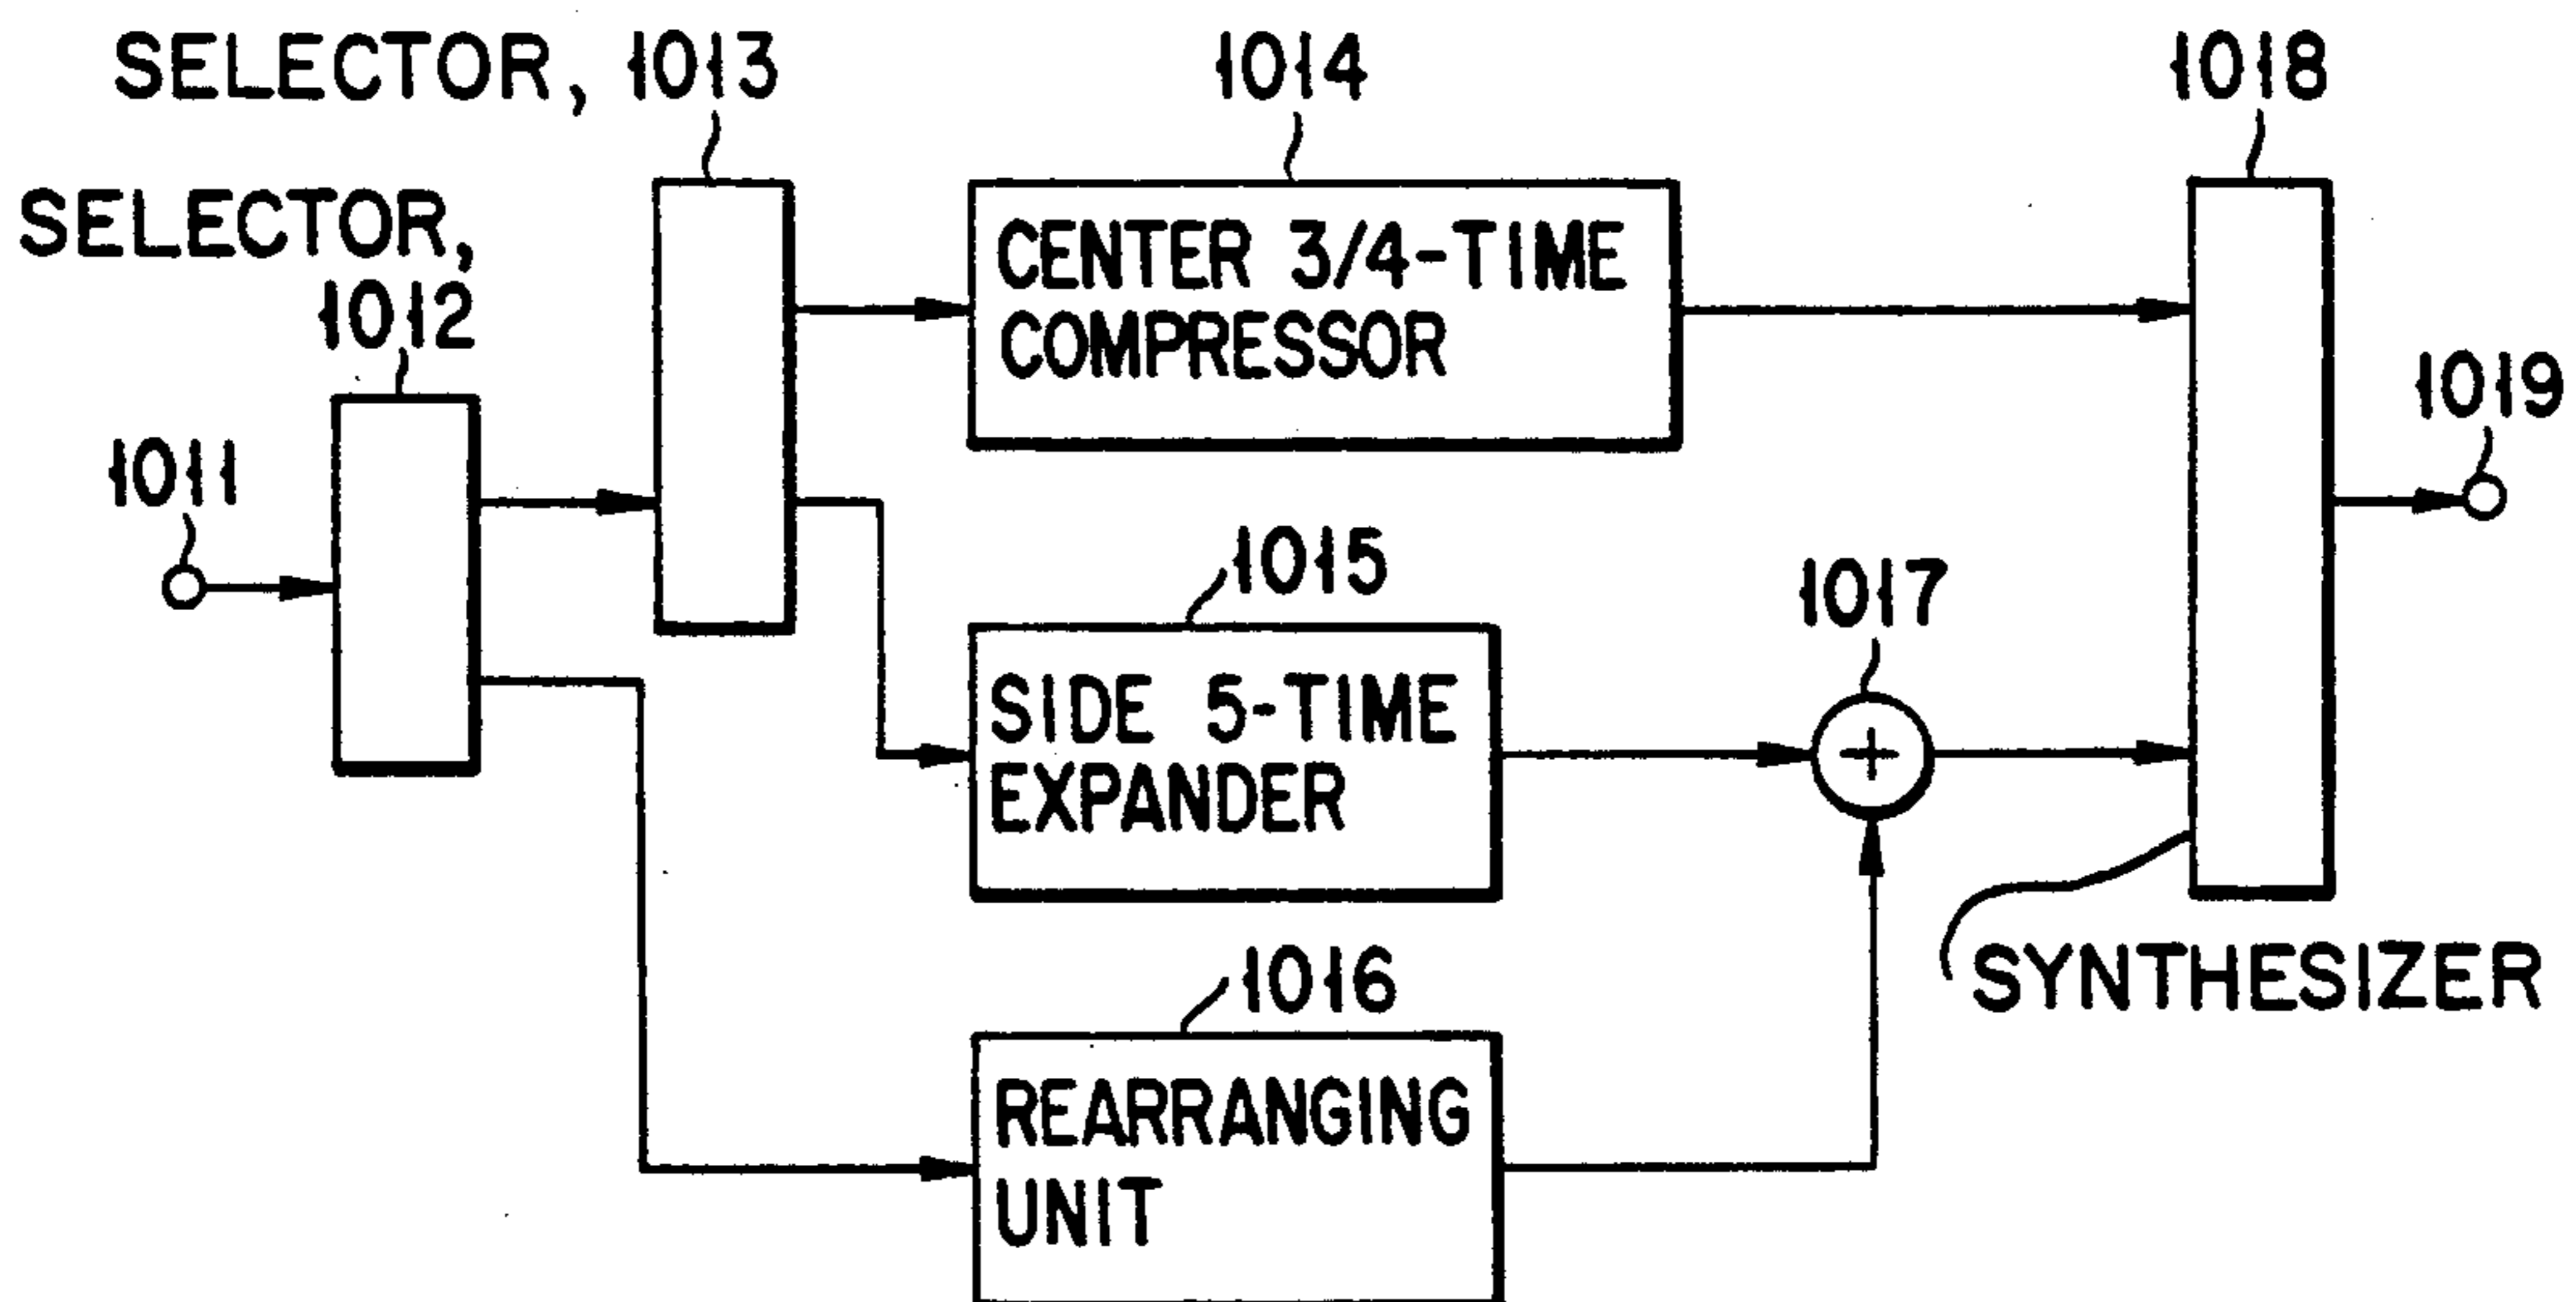 SELECTOR, 1013
1014
1018
SELECTOR,
1012
CENTER 3/4-TIME
COMPRESSOR
1019
1011
1015
1017
SIDE 5-TIME
EXPANDER
+
1016
SYNTHESIZER
REARRANGING
UNIT